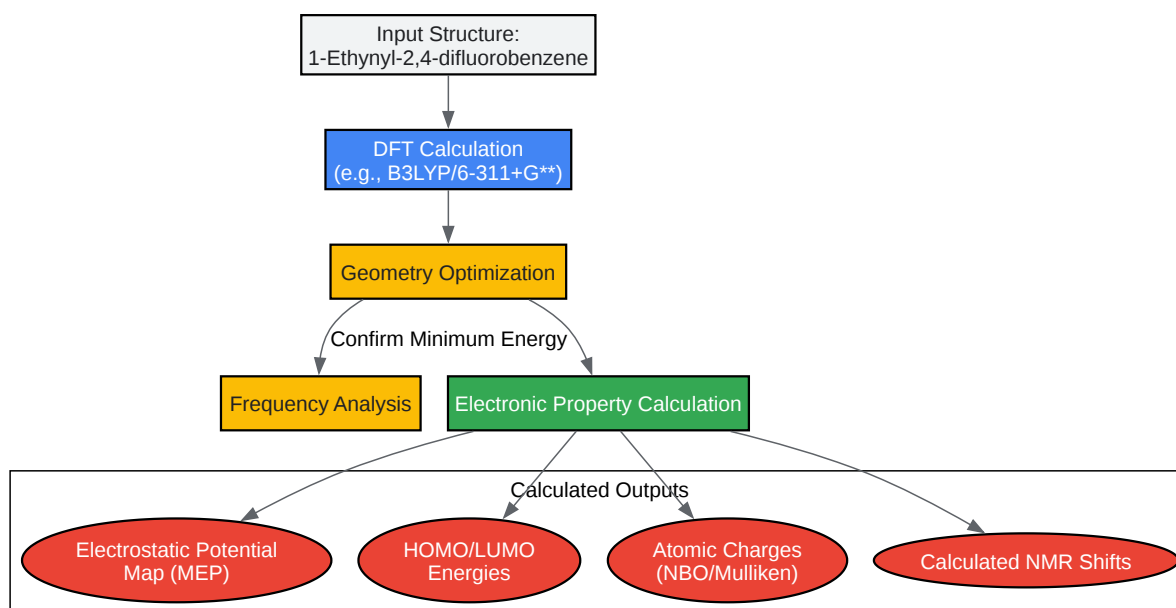 Input Structure:
1-Ethynyl-2,4-difluorobenzene
DFT Calculation
(e.g., B3LYP/6-311+G**)
Geometry Optimization
Confirm Minimum Energy
Frequency Analysis
Electronic Property Calculation
Calculated Outputs
Electrostatic Potential
Map (MEP)
HOMO/LUMO
Energies
Atomic Charges
(NBO/Mulliken)
Calculated NMR Shifts